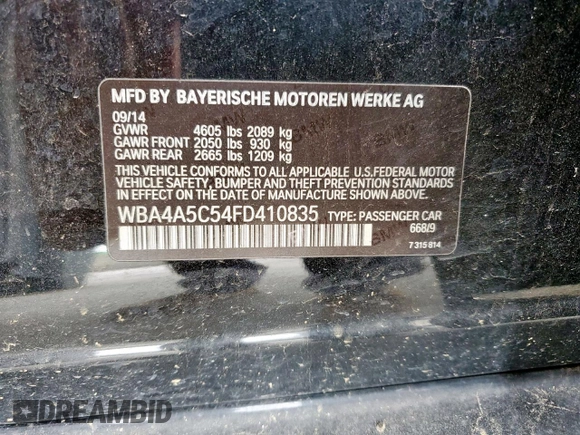 MFD BY BAYERISCHE MOTOREN WERKE AG
09/14
GVWR 4605 lbs 2089 kg
GAWR FRONT 2050 lbs 930 kg
GAWR REAR 2665 lbs 1209 kg
THIS VEHICLE CONFORMS TO ALL APPLICABLE U.S.FEDERAL MOTOR
VEHICLE SAFETY, BUMPER AND THEFT PREVENTION STANDARDS
IN EFFECT ON THE DATE OF MANUFACTURE SHOWN ABOVE.
WBA4A5C54FD410835 TYPE: PASSENGER CAR
668/9
7 315 814
DREAMBID